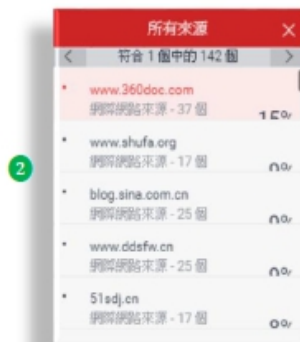 所有來源
符合 1 個中的 142 個
www.360doc.com
網際網路來源 - 37 個
15%
www.shufa.org
網際網路來源 - 17 個
blog.sina.com.cn
網際網路來源 - 25 個
2
www.ddsfw.cn
網際網路來源 - 25 個
51sdj.cn
網際網路來源 - 17 個